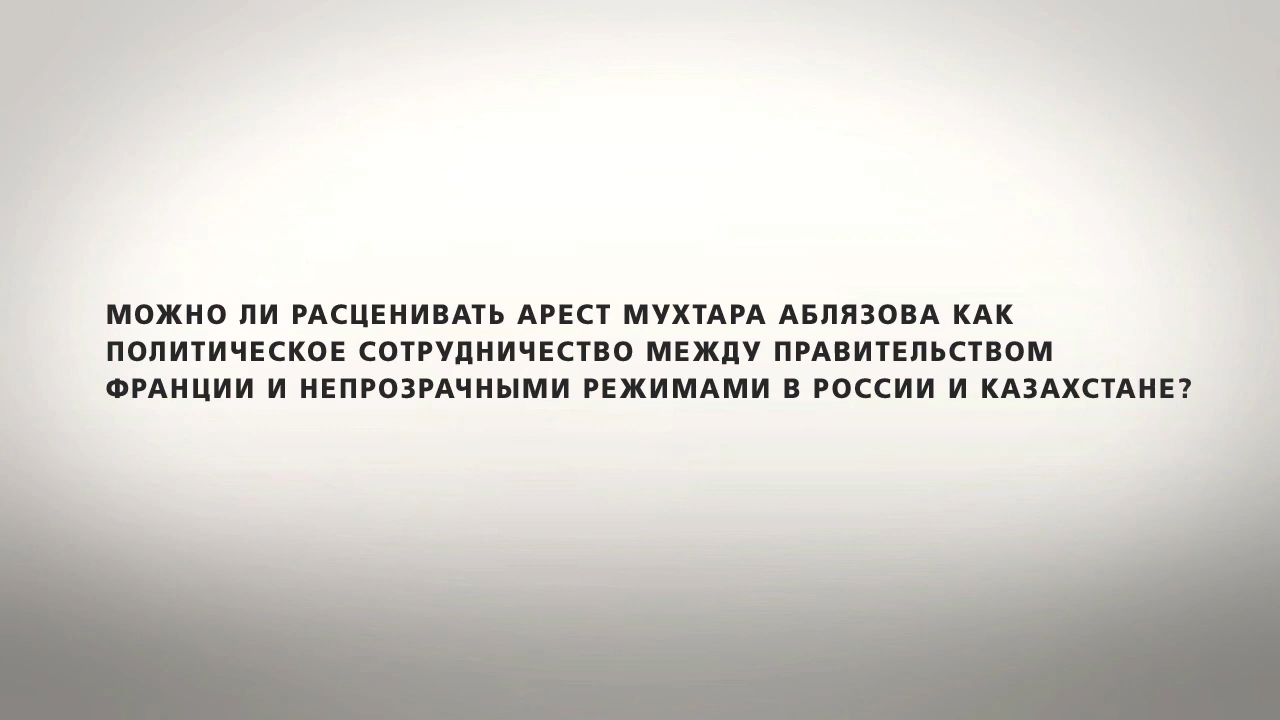 МОЖНО ЛИ РАСЦЕНИВАТЬ АРЕСТ МУХТАРА АБЛЯЗОВА КАК
ПОЛИТИЧЕСКОЕ СОТРУДНИЧЕСТВО МЕЖДУ ПРАВИТЕЛЬСТВОМ
ФРАНЦИИ И НЕПРОЗРАЧНЫМИ РЕЖИМАМИ В РОССИИ И КАЗАХСТАНЕ?